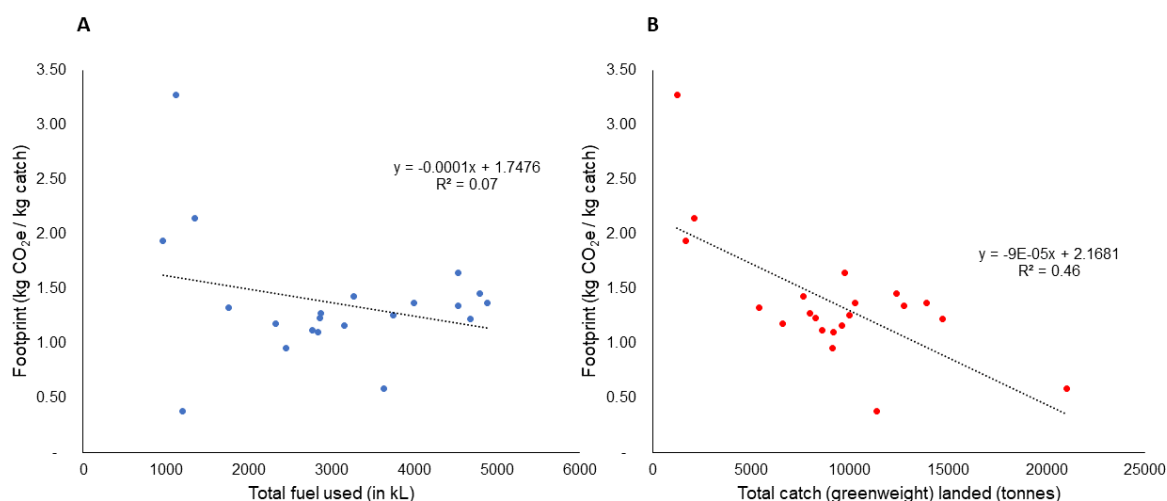 A
Footprint (kg CO₂e / kg catch)
3.50
3.00
2.50
2.00
1.50
1.00
0.50
-
y = -0.0001x + 1.7476
R² = 0.07
0 1000 2000 3000 4000 5000 6000
Total fuel used (in kL)
B
Footprint (kg CO₂e / kg catch)
3.50
3.00
2.50
2.00
1.50
1.00
0.50
-
y = -9E-05x + 2.1681
R² = 0.46
0 5000 10000 15000 20000 25000
Total catch (greenweight) landed (tonnes)